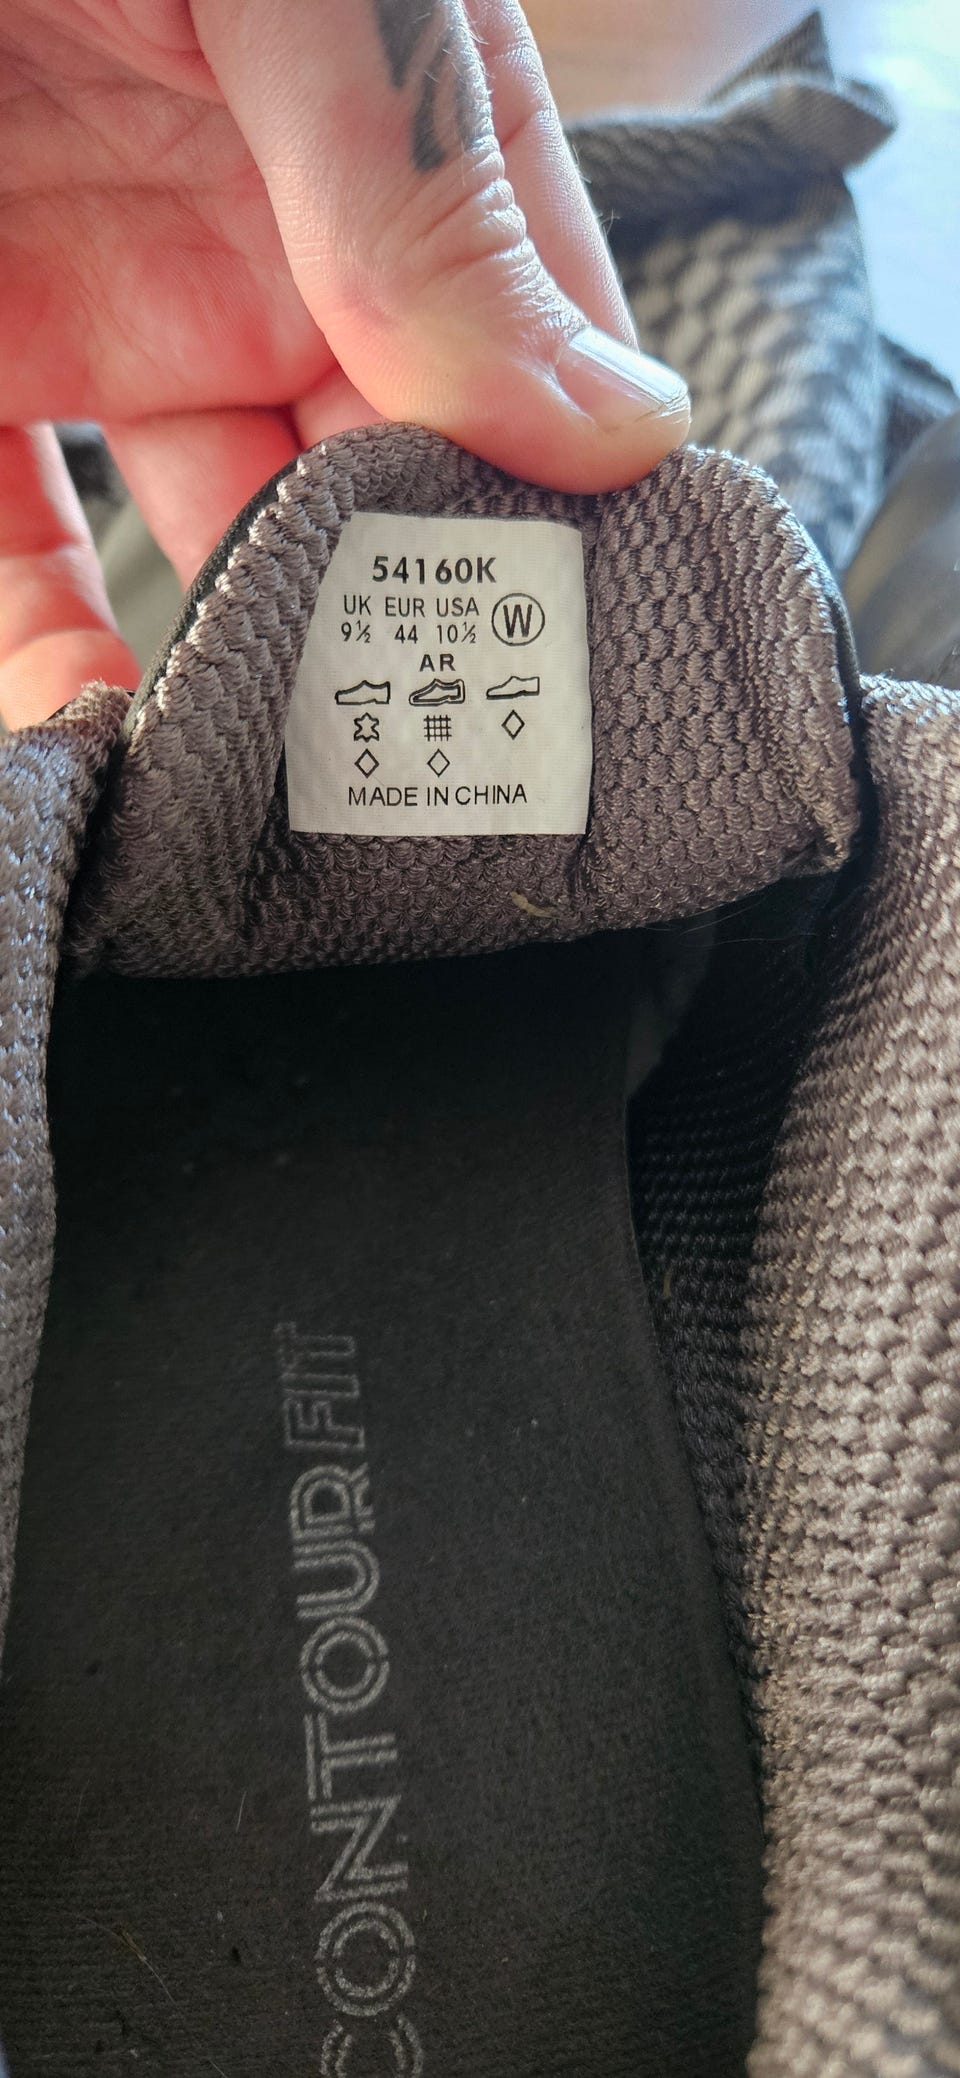 54160K
UK EUR USA
9½ 44 10½ W
AR
MADE IN CHINA
CONTOUR FIT